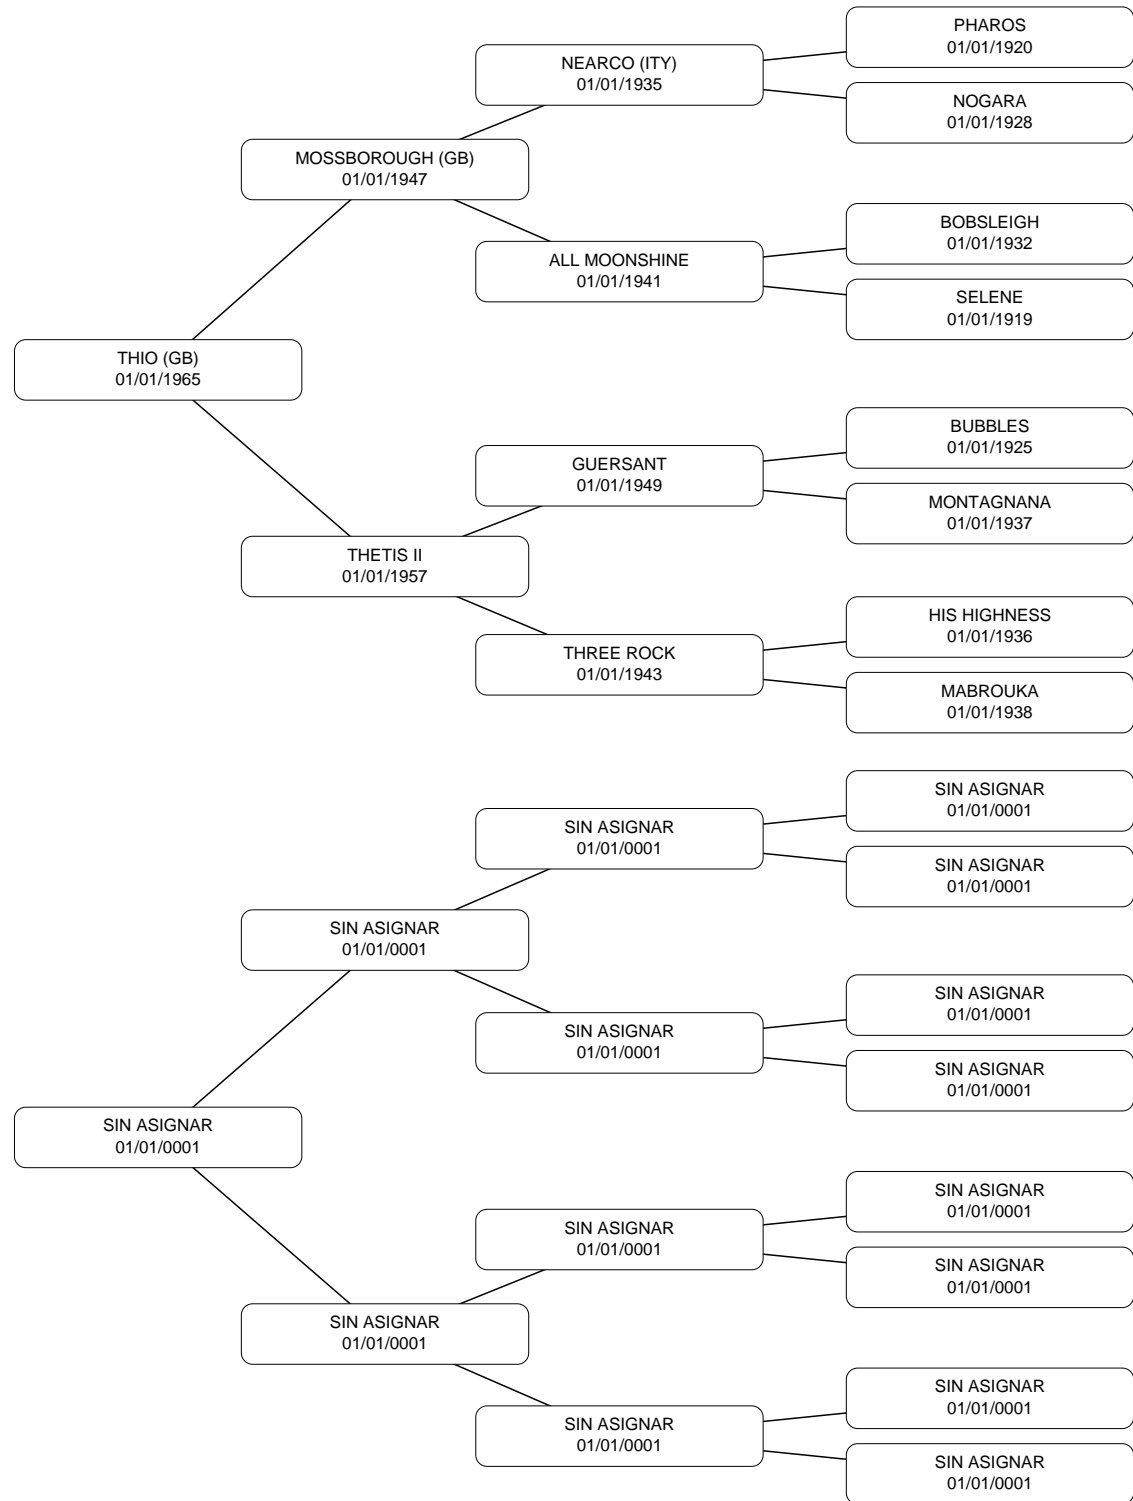 PHAROS
01/01/1920
NEARCO (ITY)
01/01/1935
NOGARA
01/01/1928
MOSSBOROUGH (GB)
01/01/1947
BOBSLEIGH
01/01/1932
ALL MOONSHINE
01/01/1941
SELENE
01/01/1919
THIO (GB)
01/01/1965
BUBBLES
01/01/1925
GUERSANT
01/01/1949
MONTAGNANA
01/01/1937
THETIS II
01/01/1957
HIS HIGHNESS
01/01/1936
THREE ROCK
01/01/1943
MABROUKA
01/01/1938
SIN ASIGNAR
01/01/0001
SIN ASIGNAR
01/01/0001
SIN ASIGNAR
01/01/0001
SIN ASIGNAR
01/01/0001
SIN ASIGNAR
01/01/0001
SIN ASIGNAR
01/01/0001
SIN ASIGNAR
01/01/0001
SIN ASIGNAR
01/01/0001
SIN ASIGNAR
01/01/0001
SIN ASIGNAR
01/01/0001
SIN ASIGNAR
01/01/0001
SIN ASIGNAR
01/01/0001
SIN ASIGNAR
01/01/0001
SIN ASIGNAR
01/01/0001
SIN ASIGNAR
01/01/0001